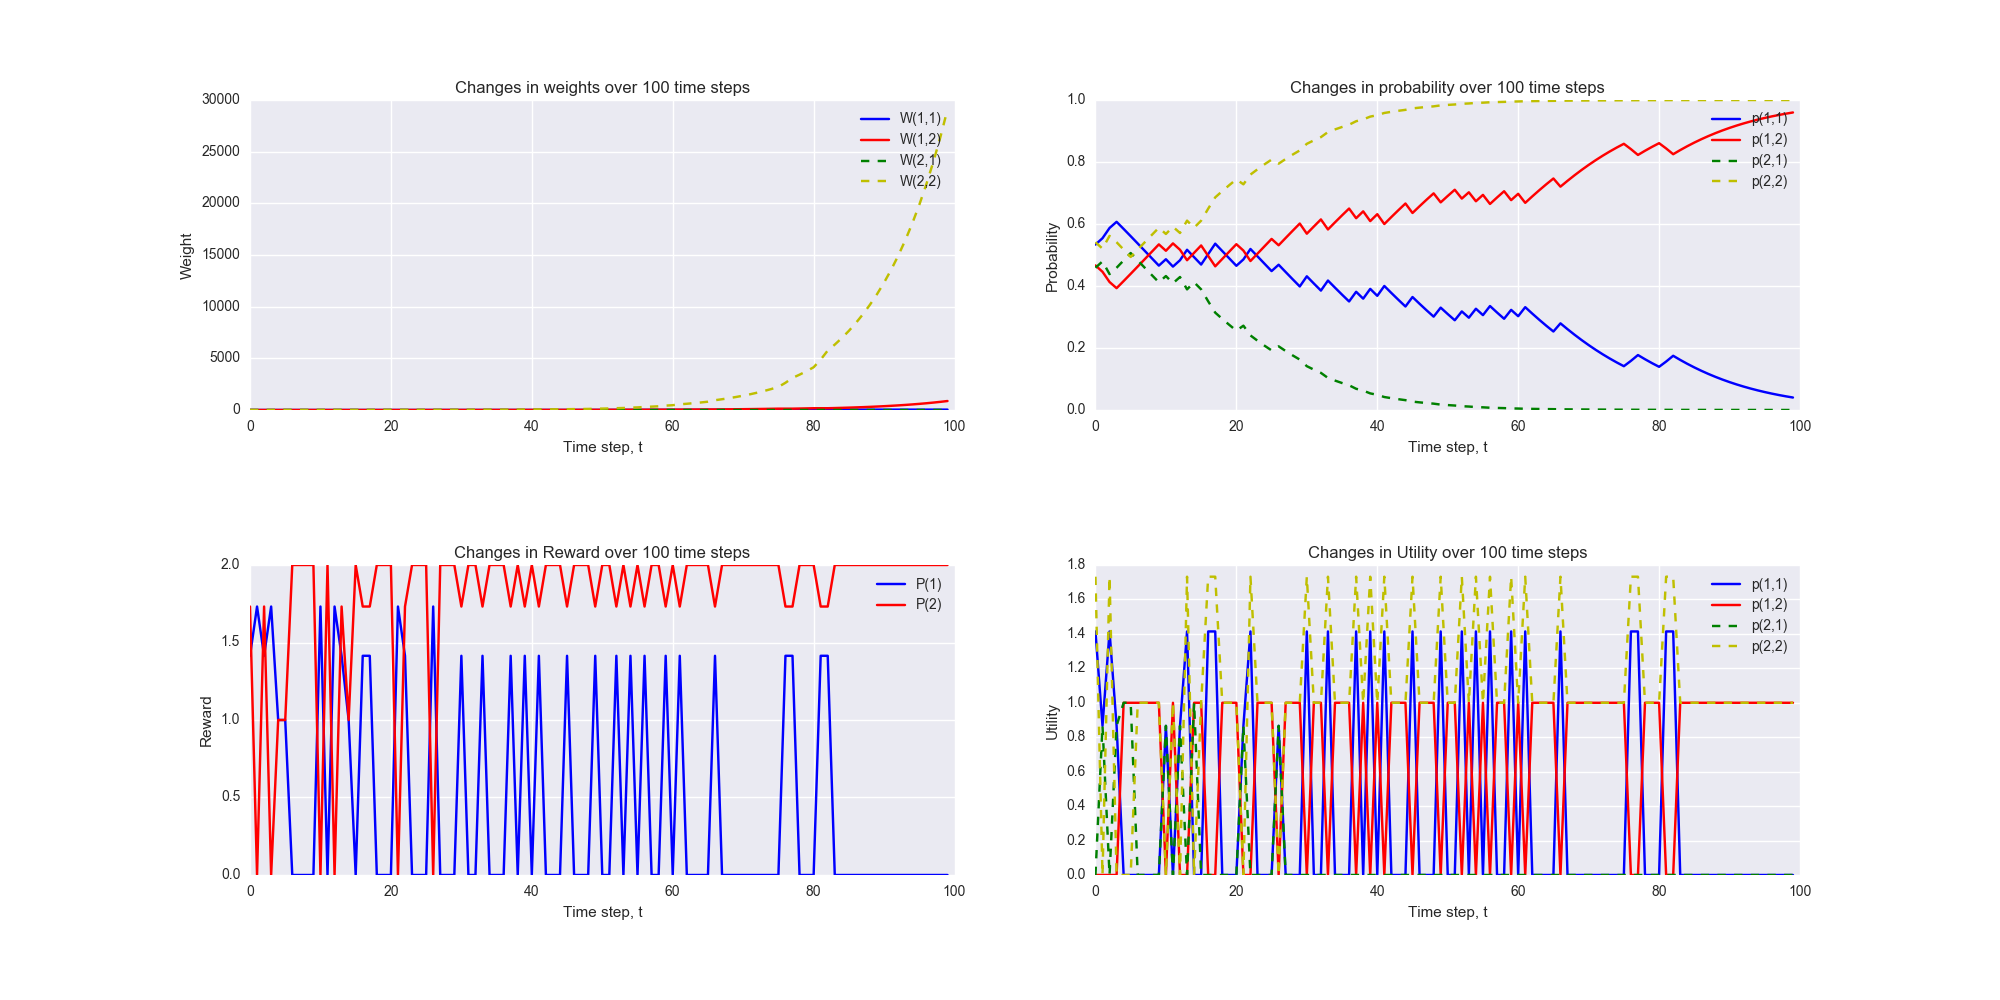 Changes in weights over 100 time steps
30000
25000
20000
15000
10000
5000
0
Weight
0 20 40 60 80 100
Time step, t
W(1,1)
W(1,2)
W(2,1)
W(2,2)
Changes in probability over 100 time steps
1.0
0.8
0.6
0.4
0.2
0.0
Probability
0 20 40 60 80 100
Time step, t
p(1,1)
p(1,2)
p(2,1)
p(2,2)
Changes in Reward over 100 time steps
2.0
1.5
1.0
0.5
0.0
Reward
0 20 40 60 80 100
Time step, t
P(1)
P(2)
Changes in Utility over 100 time steps
1.8
1.6
1.4
1.2
1.0
0.8
0.6
0.4
0.2
0.0
Utility
0 20 40 60 80 100
Time step, t
p(1,1)
p(1,2)
p(2,1)
p(2,2)